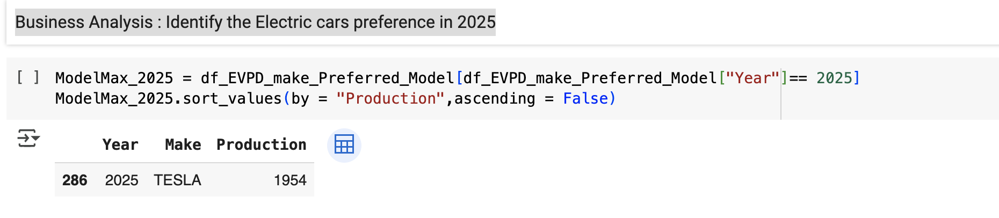 Business Analysis : Identify the Electric cars preference in 2025
[ ] ModelMax_2025 = df_EVPD_make_Preferred_Model[df_EVPD_make_Preferred_Model["Year"]== 2025]
ModelMax_2025.sort_values(by = "Production",ascending = False)
Year Make Production
286 2025 TESLA 1954